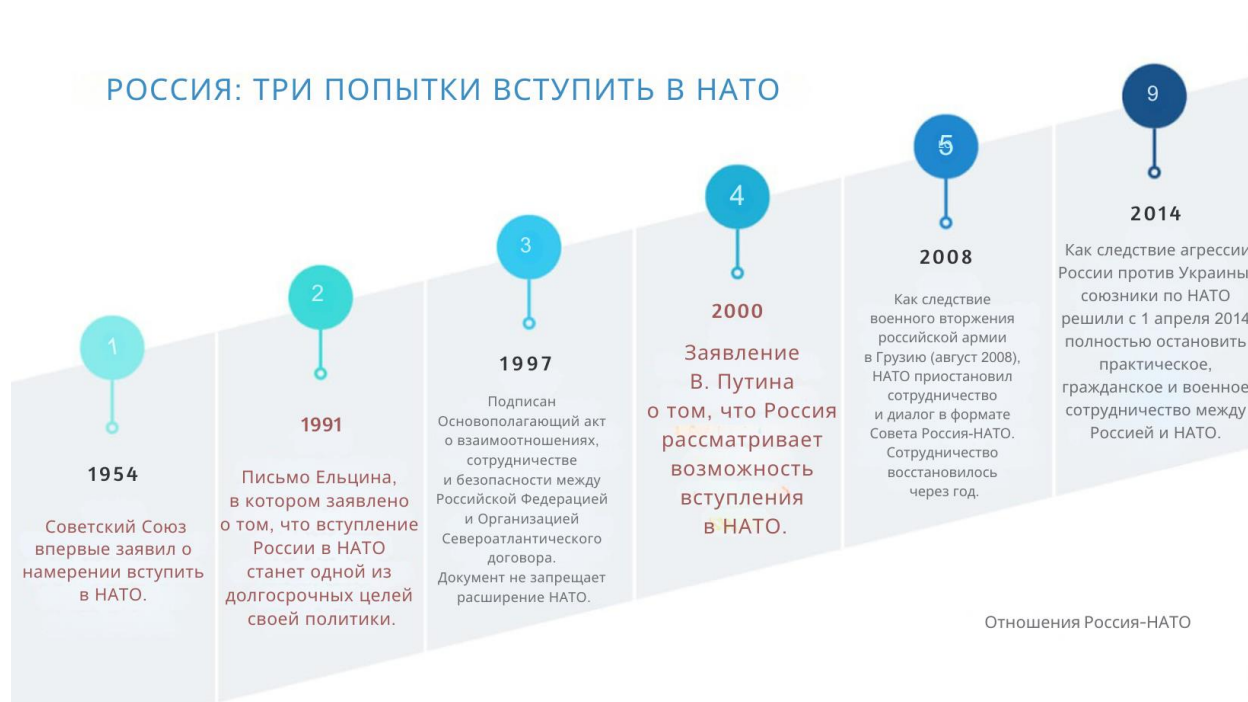 РОССИЯ: ТРИ ПОПЫТКИ ВСТУПИТЬ В НАТО
1
1954
Советский Союз
впервые заявил о
намерении вступить
в НАТО.
2
1991
Письмо Ельцина,
в котором заявлено
о том, что вступление
России в НАТО
станет одной из
долгосрочных целей
своей политики.
3
1997
Подписан
Основополагающий акт
о взаимоотношениях,
сотрудничестве
и безопасности между
Российской Федерацией
и Организацией
Североатлантического
договора.
Документ не запрещает
расширение НАТО.
4
2000
Заявление
В. Путина
о том, что Россия
рассматривает
возможность
вступления
в НАТО.
5
2008
Как следствие
военного вторжения
российской армии
в Грузию (август 2008),
НАТО приостановил
сотрудничество
и диалог в формате
Совета Россия-НАТО.
Сотрудничество
восстановилось
через год.
9
2014
Как следствие агрессии
России против Украины
союзники по НАТО
решили с 1 апреля 2014
полностью остановить
практическое,
гражданское и военное
сотрудничество между
Россией и НАТО.
Отношения Россия-НАТО